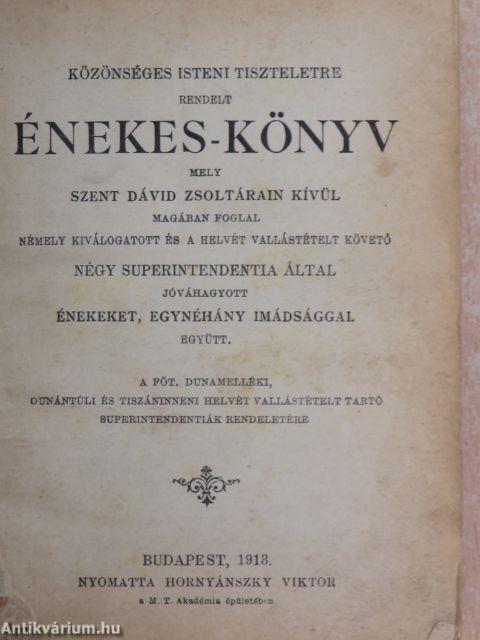 KÖZÖNSÉGES ISTENI TISZTELETRE
RENDELT
ÉNEKES-KÖNYV
MELY
SZENT DÁVID ZSOLTÁRAIN KÍVÜL
MAGÁBAN FOGLAL
NÉMELY KIVÁLOGATOTT ÉS A HELVÉT VALLÁSTÉTELT KÖVETŐ
NÉGY SUPERINTENDENTIA ÁLTAL
JÓVÁHAGYOTT
ÉNEKEKET, EGYNÉHÁNY IMÁDSÁGGAL
EGYÜTT.
A FŐT. DUNAMELLÉKI,
DUNÁNTÚLI ÉS TISZÁNINNENI HELVÉT VALLÁSTÉTELT TARTÓ
SUPERINTENDENTIÁK RENDELETÉRE
BUDAPEST, 1913.
NYOMATTA HORNYÁNSZKY VIKTOR
a M. T. Akadémia épületében.
Antikvárium.hu